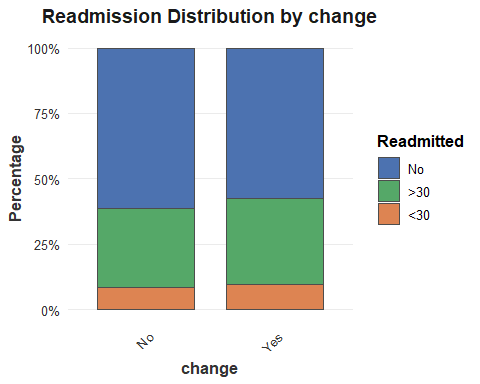 Readmission Distribution by change
100%
75%
50%
25%
0%
Percentage
No
Yes
change
Readmitted
No
>30
<30